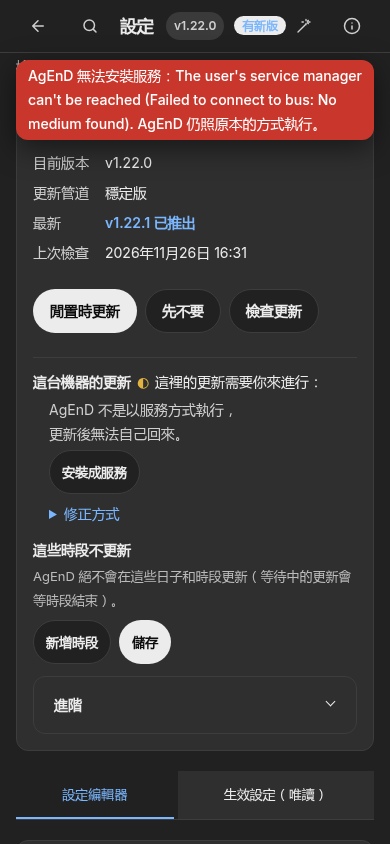 設定 v1.22.0 有新版
AgEnD 無法安裝服務：The user's service manager
can't be reached (Failed to connect to bus: No
medium found). AgEnD 仍照原本的方式執行。
目前版本 v1.22.0
更新管道 穩定版
最新 v1.22.1 已推出
上次檢查 2026年11月26日 16:31
閒置時更新 先不要 檢查更新
這台機器的更新 這裡的更新需要你來進行：
AgEnD 不是以服務方式執行，
更新後無法自己回來。
安裝成服務
修正方式
這些時段不更新
AgEnD 絕不會在這些日子和時段更新（等待中的更新會
等時段結束）。
新增時段 儲存
進階
設定編輯器 生效設定（唯讀）